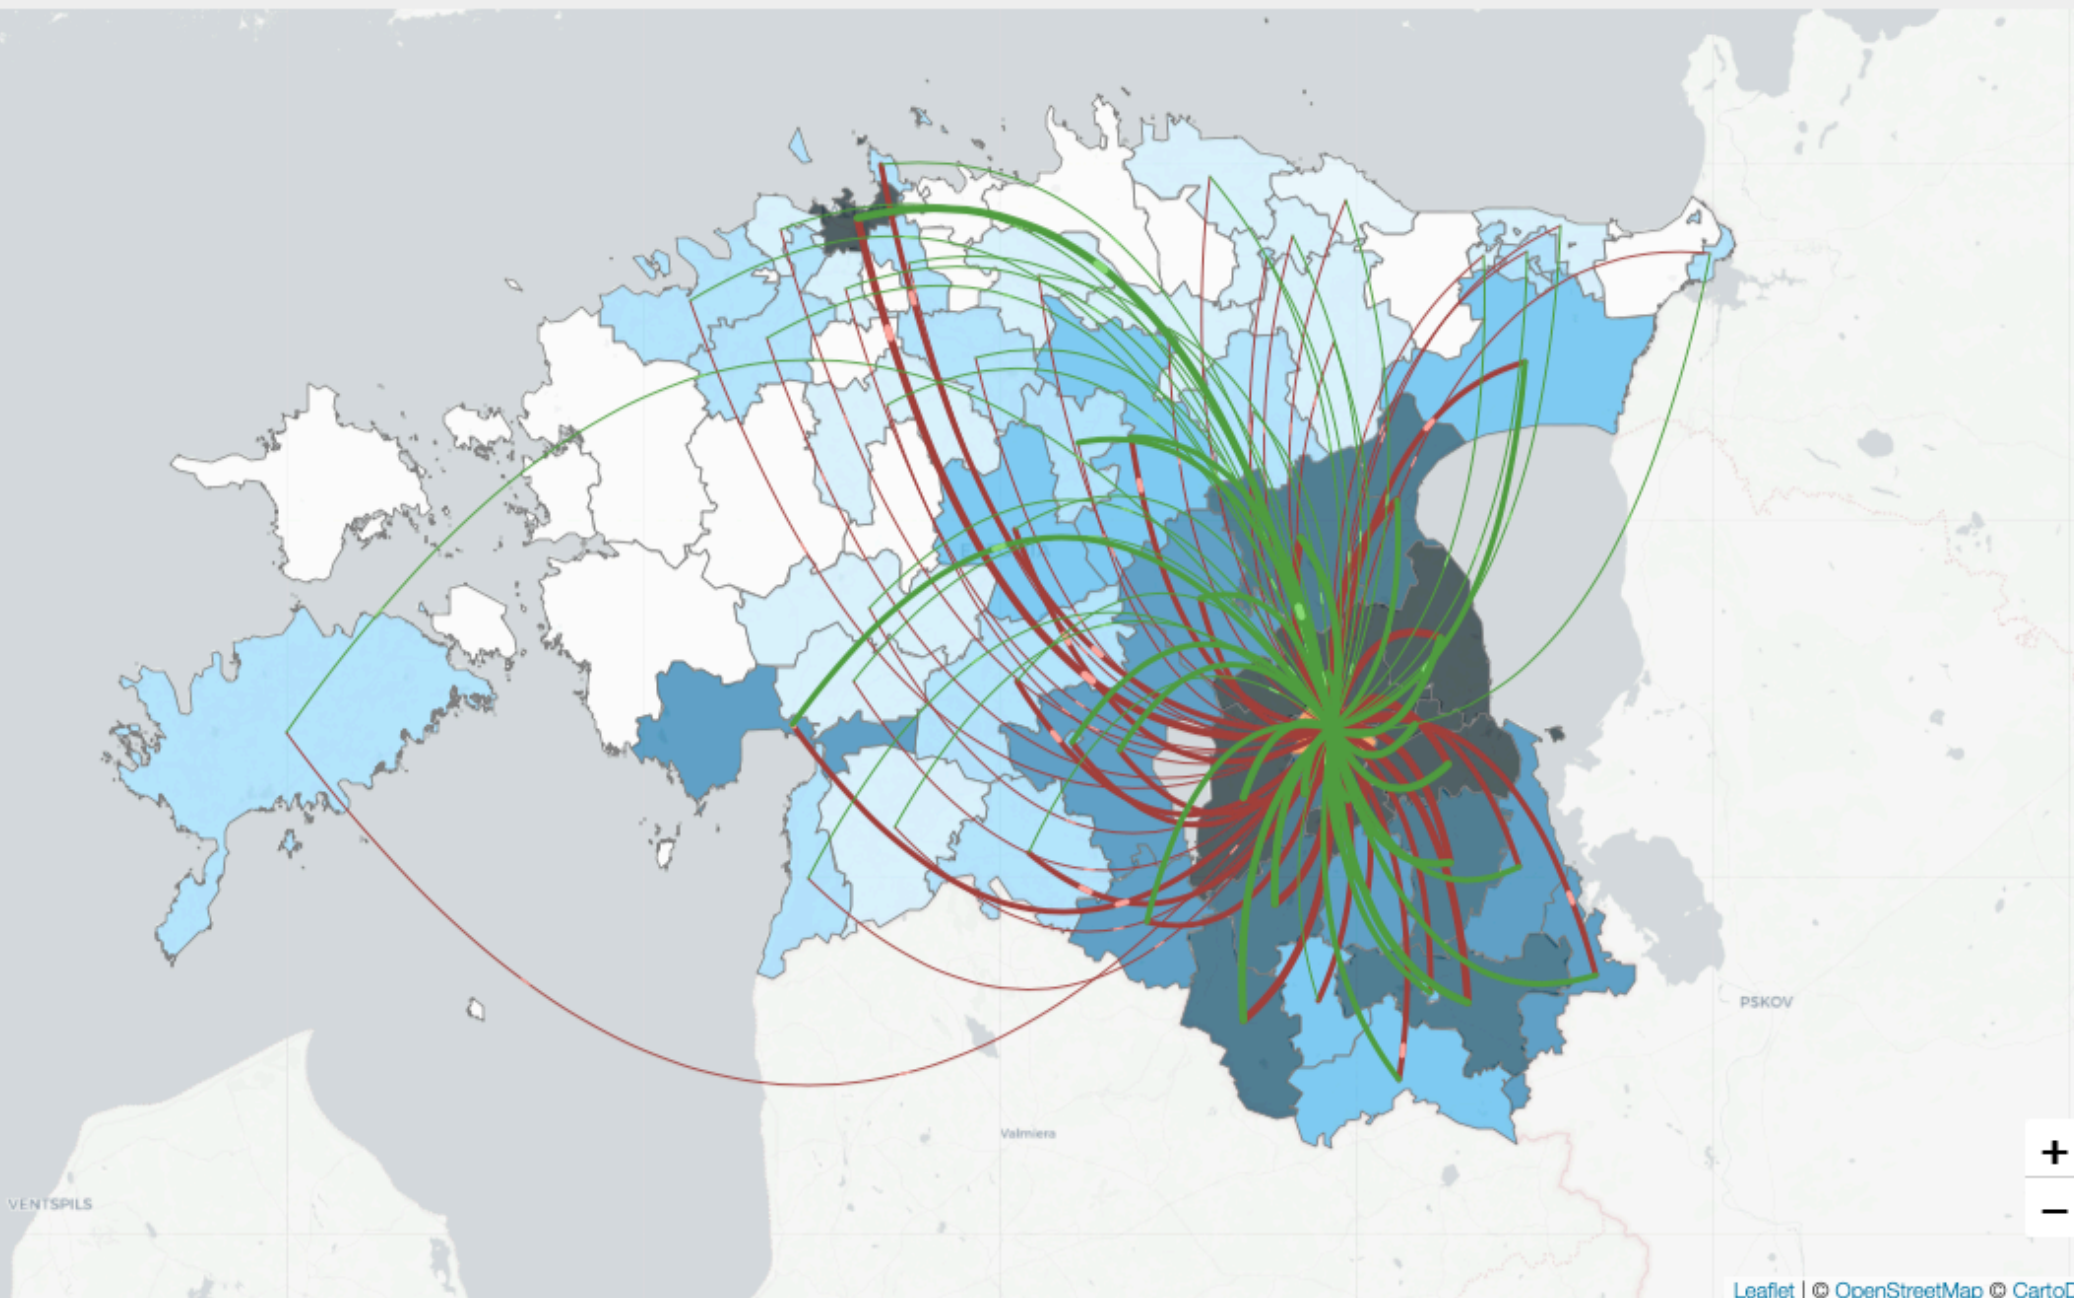 PSKOV
Valmiera
VENTSPILS
+
−
Leaflet | © OpenStreetMap © CartoD